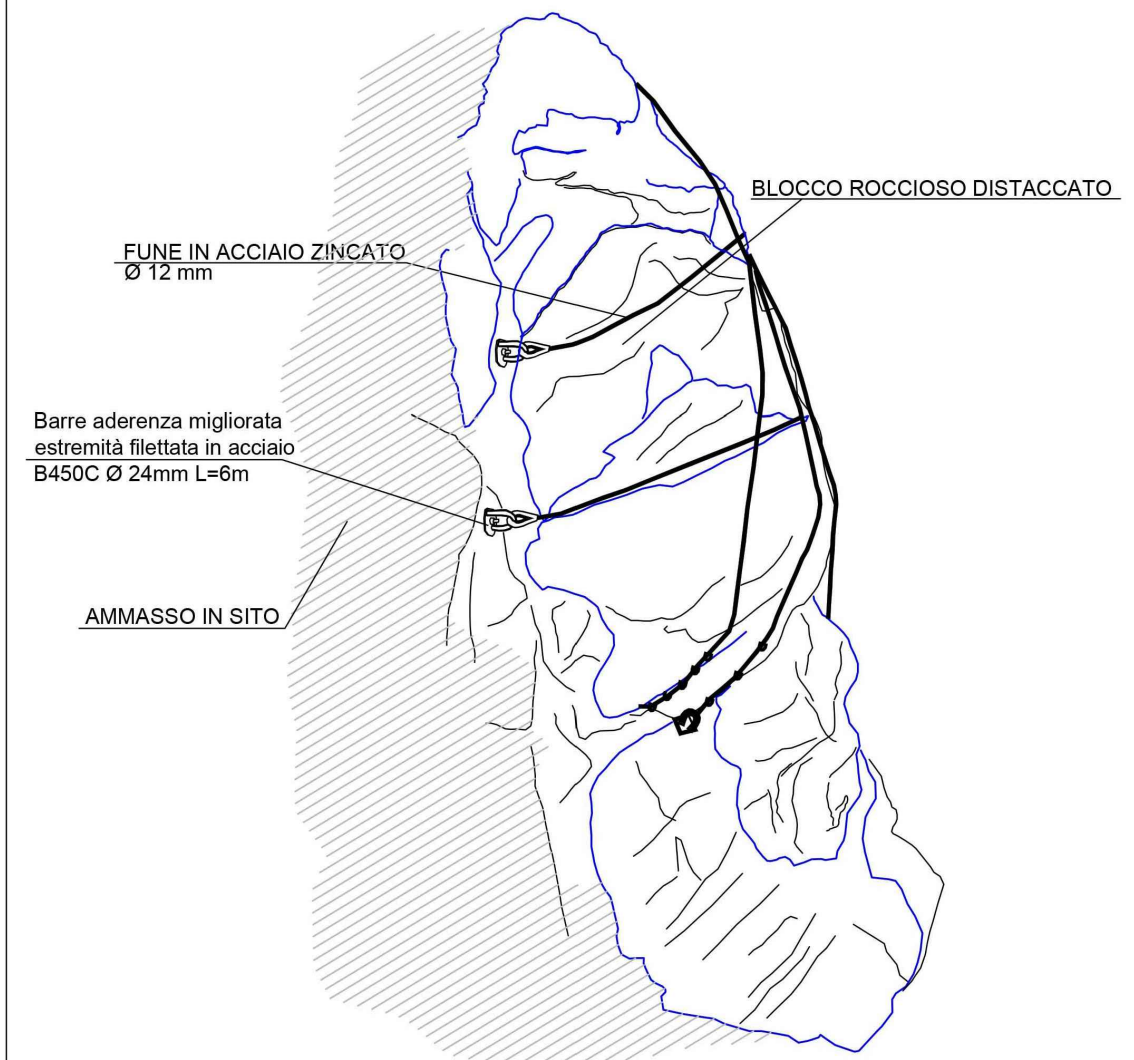 BLOCCO ROCCIOSO DISTACCATO
FUNE IN ACCIAIO ZINCATO
Ø 12 mm
Barre aderenza migliorata
estremità filettata in acciaio
B450C Ø 24mm L=6m
AMMASSO IN SITO